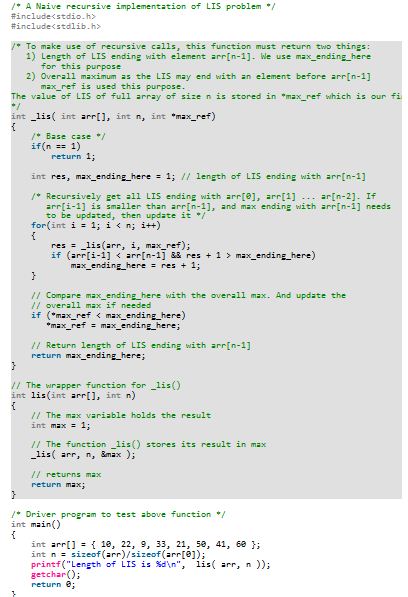 /* A Naive recursive implementation of LIS problem */
#include<stdio.h>
#include<stdlib.h>
/* To make use of recursive calls, this function must return two things:
1) Length of LIS ending with element arr[n-1]. We use max_ending_here
for this purpose
2) Overall maximum as the LIS may end with an element before arr[n-1]
max_ref is used this purpose.
The value of LIS of full array of size n is stored in *max_ref which is our fi
*/
int _lis( int arr[], int n, int *max_ref)
{
/* Base case */
if(n == 1)
return 1;
int res, max_ending_here = 1; // length of LIS ending with arr[n-1]
/* Recursively get all LIS ending with arr[0], arr[1] ... ar[n-2]. If
arr[i-1] is smaller than arr[n-1], and max ending with arr[n-1] needs
to be updated, then update it */
for(int i = 1; i < n; i++)
{
res = _lis(arr, i, max_ref);
if (arr[i-1] < arr[n-1] && res + 1 > max_ending_here)
max_ending_here = res + 1;
}
// Compare max_ending_here with the overall max. And update the
// overall max if needed
if (*max_ref < max_ending_here)
*max_ref = max_ending_here;
// Return length of LIS ending with arr[n-1]
return max_ending_here;
}
// The wrapper function for _lis()
int lis(int arr[], int n)
{
// The max variable holds the result
int max = 1;
// The function _lis() stores its result in max
_lis( arr, n, &max );
// returns max
return max;
}
/* Driver program to test above function */
int main()
{
int arr[] = { 10, 22, 9, 33, 21, 50, 41, 60 };
int n = sizeof(arr)/sizeof(arr[0]);
printf("Length of LIS is %d\n", lis( arr, n ));
getchar();
return 0;
}